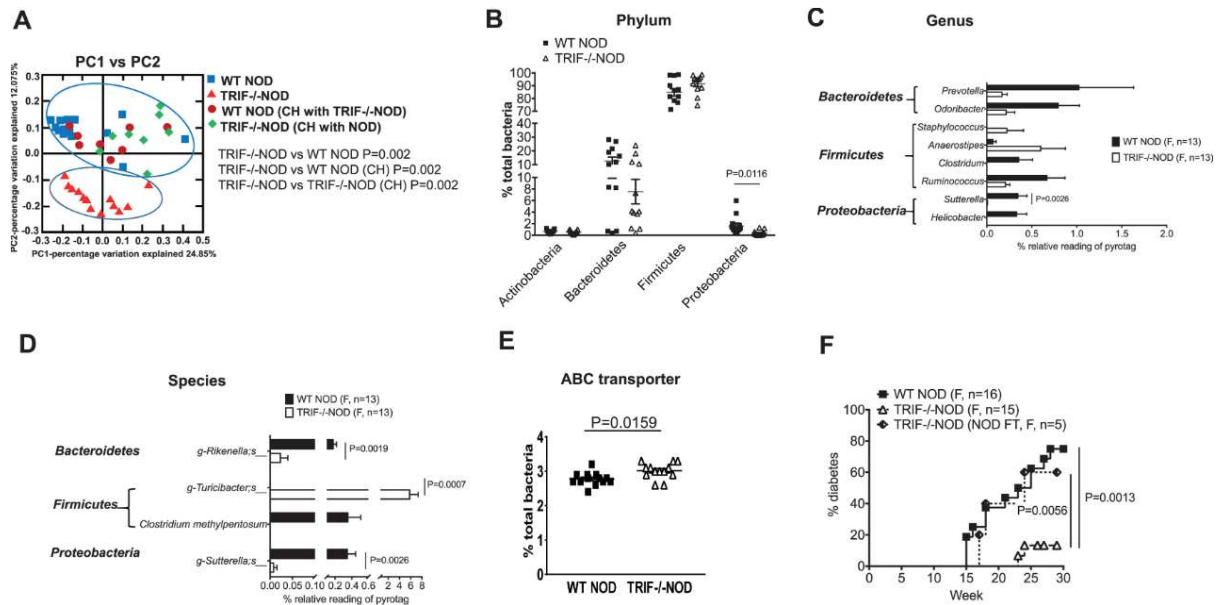 A
PC1 vs PC2
PC2-percentage variation explained 12.075%
0.3
0.2
0.1
0.0
-0.1
-0.2
-0.3
-0.3 -0.2 -0.1 0.0 0.1 0.2 0.3 0.4 0.5
PC1-percentage variation explained 24.85%
WT NOD
TRIF-/-NOD
WT NOD (CH with TRIF-/-NOD)
TRIF-/-NOD (CH with NOD)
TRIF-/-NOD vs WT NOD P=0.002
TRIF-/-NOD vs WT NOD (CH) P=0.002
TRIF-/-NOD vs TRIF-/-NOD (CH) P=0.002
B
Phylum
WT NOD
TRIF-/-NOD
% total bacteria
100
90
80
70
30
20
10
8
6
4
2
0
P=0.0116
Actinobacteria
Bacteroidetes
Firmicutes
Proteobacteria
C
Genus
Bacteroidetes
Firmicutes
Proteobacteria
Prevotella
Odoribacter
Staphylococcus
Anaerostipes
Clostridum
Ruminococcus
Sutterella
Helicobacter
P=0.0026
WT NOD (F, n=13)
TRIF-/-NOD (F, n=13)
0.0 0.5 1.0 1.5 2.0
% relative reading of pyrotag
D
Species
WT NOD (F, n=13)
TRIF-/-NOD (F, n=13)
Bacteroidetes
Firmicutes
Proteobacteria
g-Rikenella;s__
g-Turicibacter;s__
Clostridium methylpentosum
g-Sutterella;s__
P=0.0019
P=0.0007
P=0.0026
0.00 0.05 0.10 0.2 0.4 0.6 2 4 6 8
% relative reading of pyrotag
E
ABC transporter
P=0.0159
% total bacteria
4
3
2
1
0
WT NOD TRIF-/-NOD
F
WT NOD (F, n=16)
TRIF-/-NOD (F, n=15)
TRIF-/-NOD (NOD FT, F, n=5)
% diabetes
100
80
60
40
20
0
P=0.0056
P=0.0013
0 5 10 15 20 25 30
Week